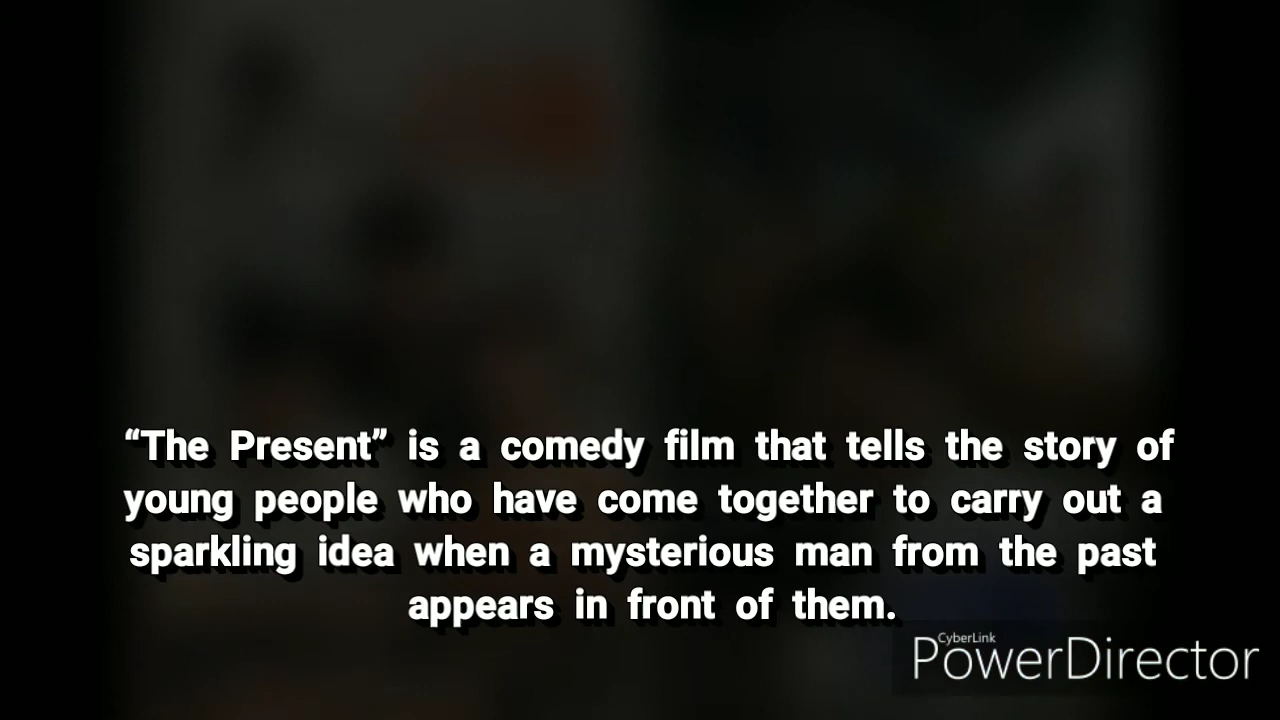 “The Present” is a comedy film that tells the story of
young people who have come together to carry out a
sparkling idea when a mysterious man from the past
appears in front of them.
CyberLink
PowerDirector